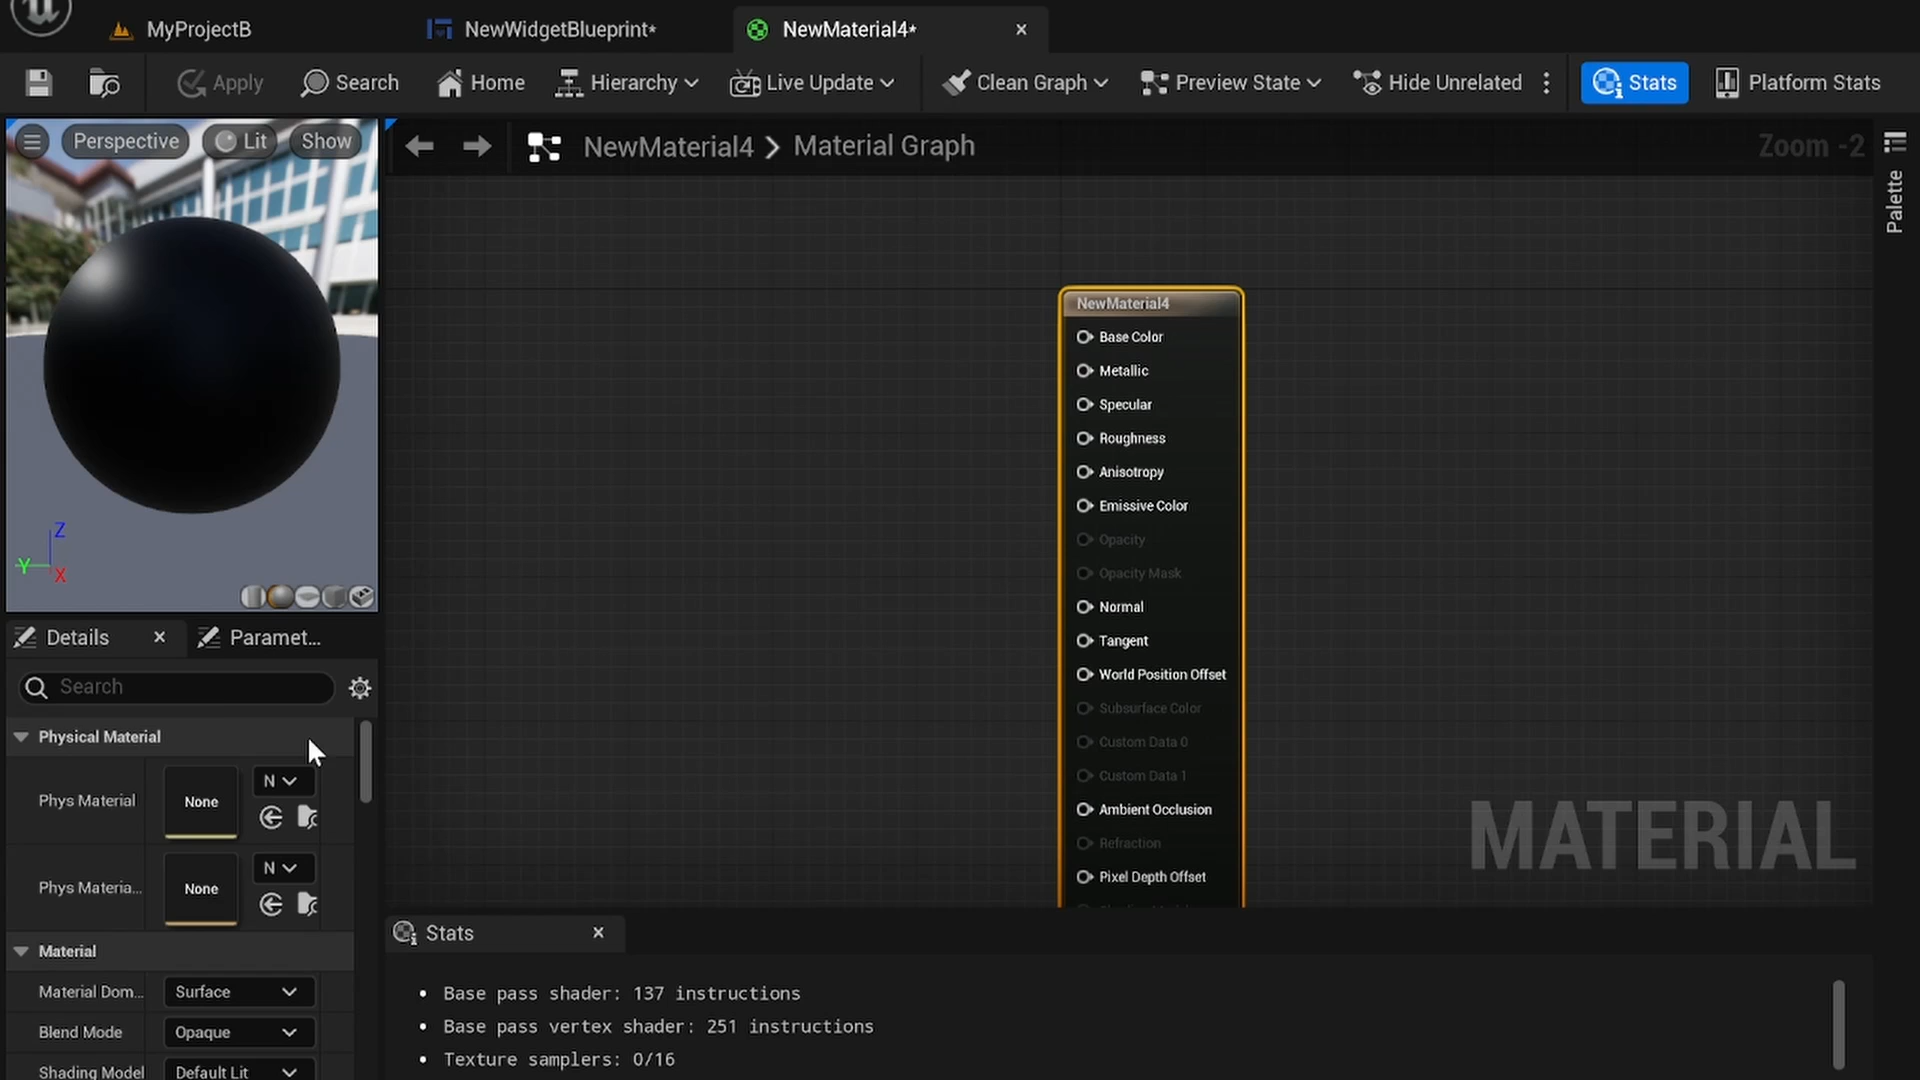 MyProjectB
NewWidgetBlueprint*
NewMaterial4*
Apply
Search
Home
Hierarchy
Live Update
Clean Graph
Preview State
Hide Unrelated
Stats
Platform Stats
Perspective
Lit
Show
NewMaterial4 > Material Graph
Zoom -2
Palette
Z
Y
X
NewMaterial4
Base Color
Metallic
Specular
Roughness
Anisotropy
Emissive Color
Opacity
Opacity Mask
Normal
Tangent
World Position Offset
Subsurface Color
Custom Data 0
Custom Data 1
Ambient Occlusion
Refraction
Pixel Depth Offset
MATERIAL
Details
Paramet...
Search
Physical Material
Phys Material
None
N
Phys Materia...
None
N
Material
Material Dom...
Surface
Blend Mode
Opaque
Shading Model
Default Lit
Stats
• Base pass shader: 137 instructions
• Base pass vertex shader: 251 instructions
• Texture samplers: 0/16